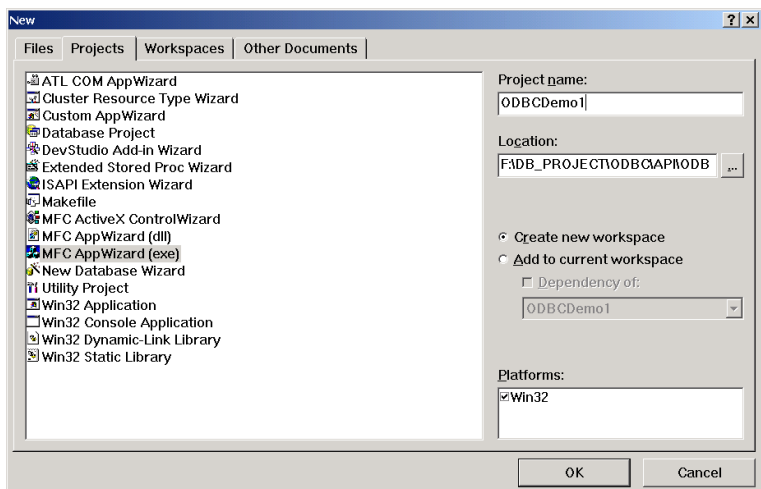 New
Files Projects Workspaces Other Documents
ATL COM AppWizard
Cluster Resource Type Wizard
Custom AppWizard
Database Project
DevStudio Add-in Wizard
Extended Stored Proc Wizard
ISAPI Extension Wizard
Makefile
MFC ActiveX ControlWizard
MFC AppWizard (dll)
MFC AppWizard (exe)
New Database Wizard
Utility Project
Win32 Application
Win32 Console Application
Win32 Dynamic-Link Library
Win32 Static Library
Project name:
ODBCDemo1
Location:
F:\DB_PROJECT\ODBC\API\ODB
...
Create new workspace
Add to current workspace
Dependency of:
ODBCDemo1
Platforms:
Win32
OK Cancel